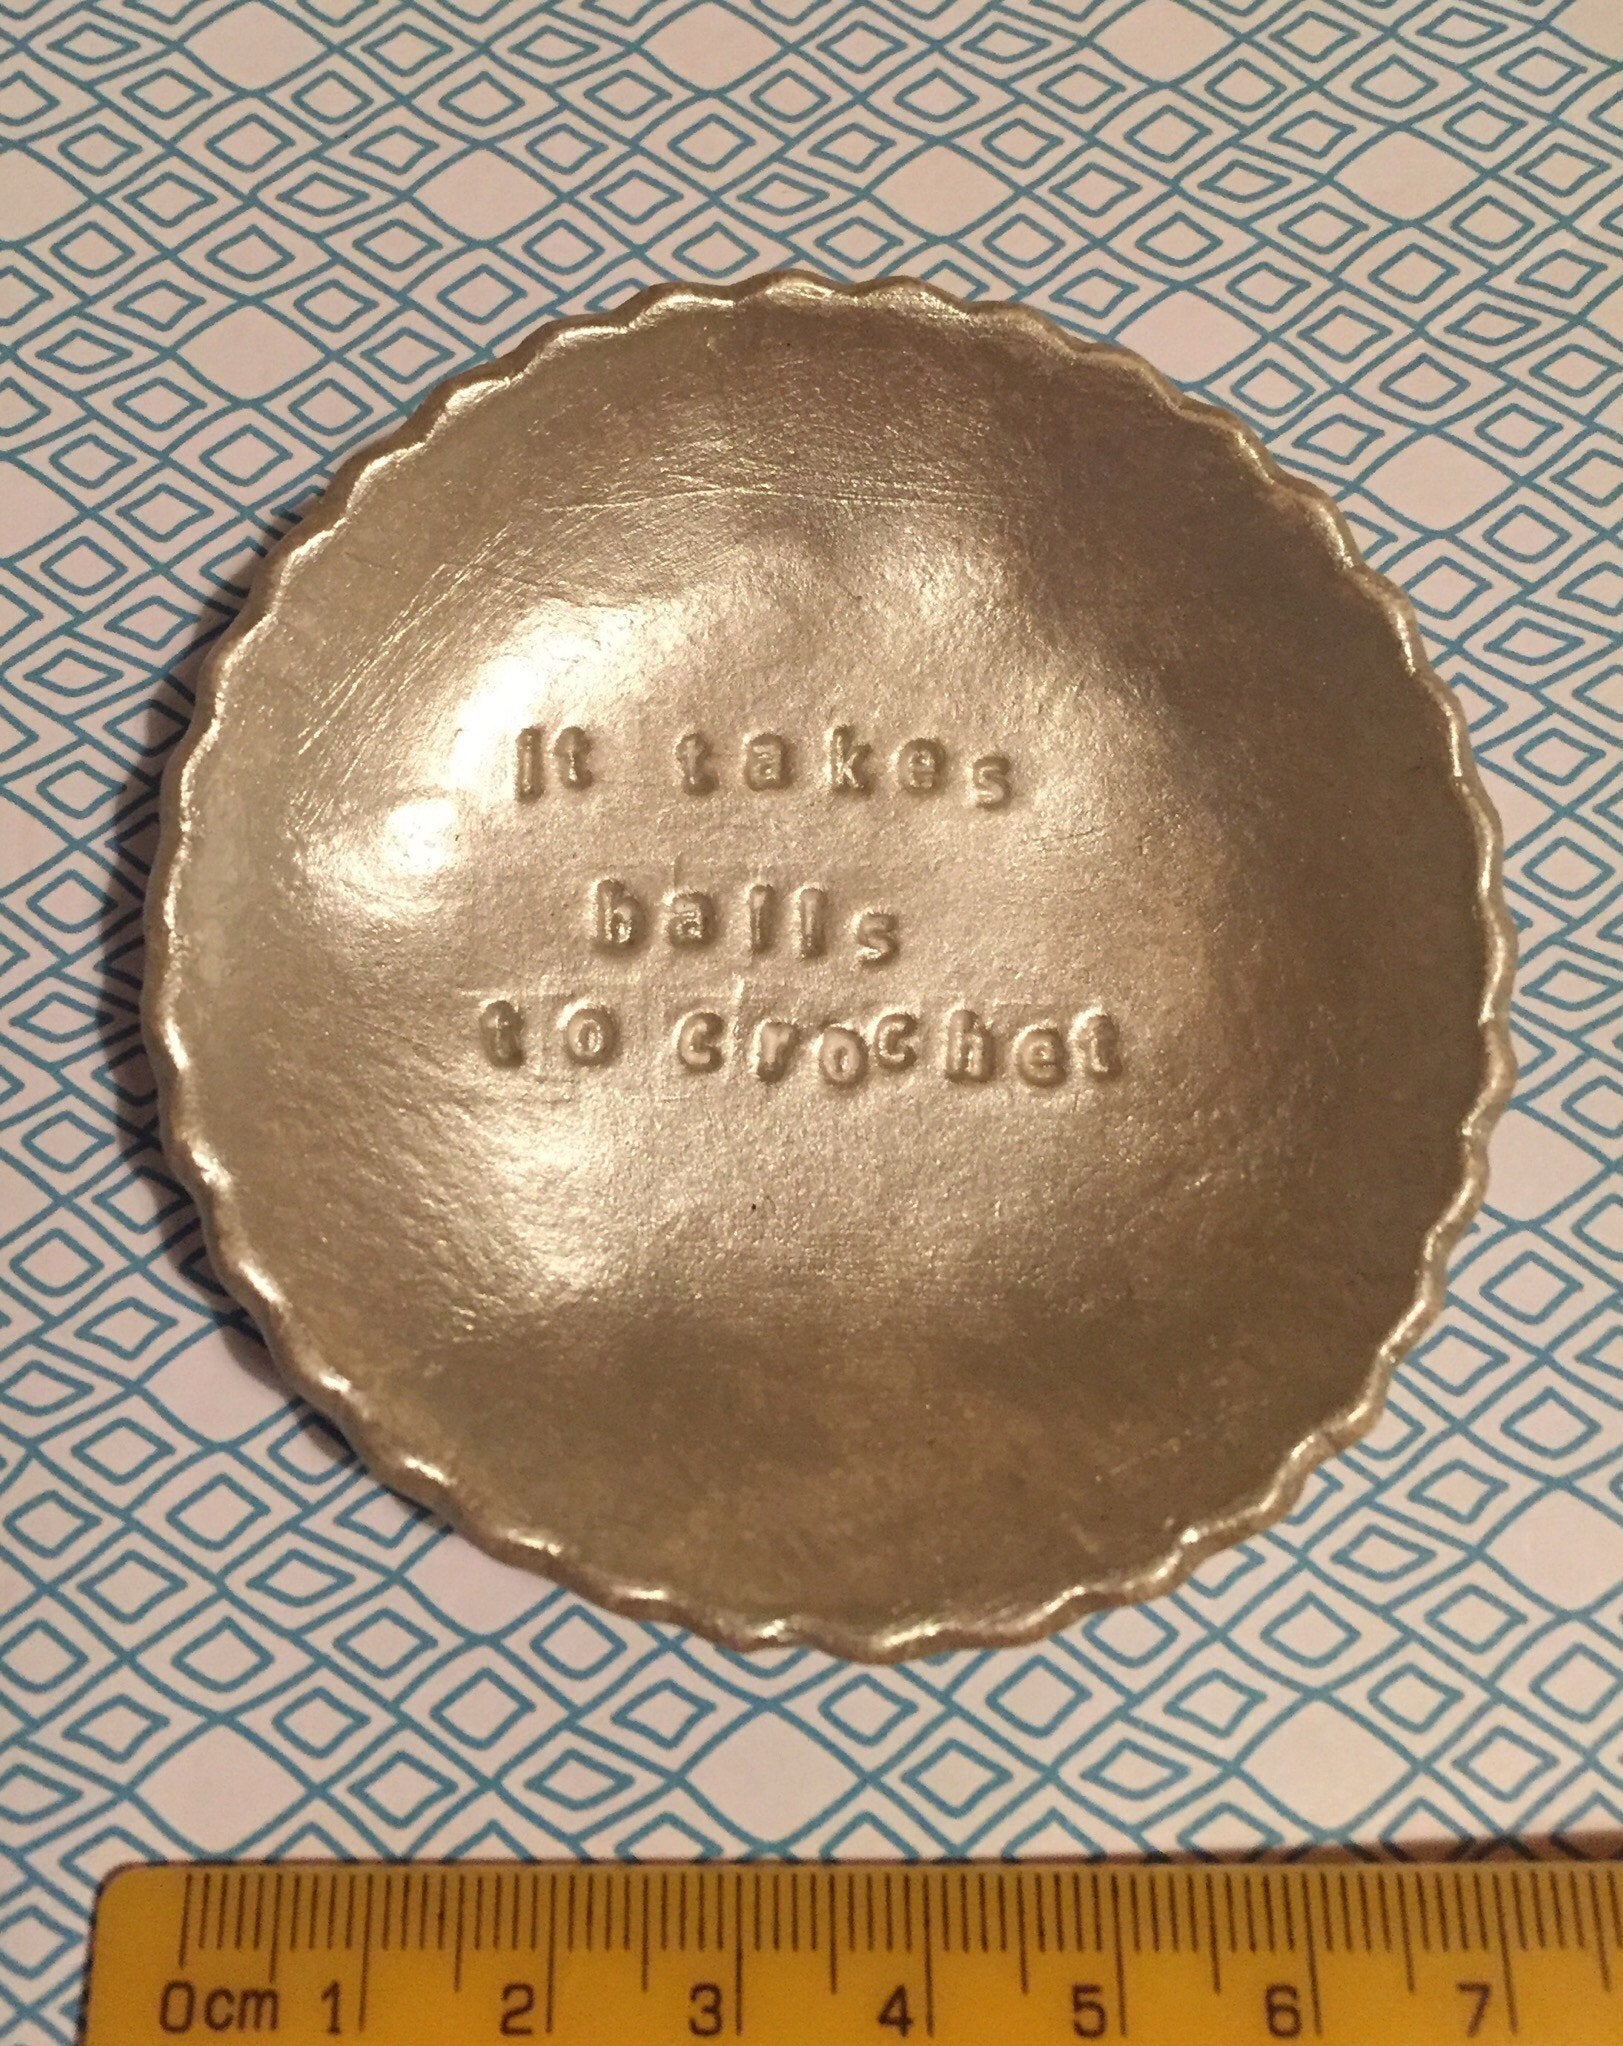 It takes
balls
to crochet
0cm 1 2 3 4 5 6 7